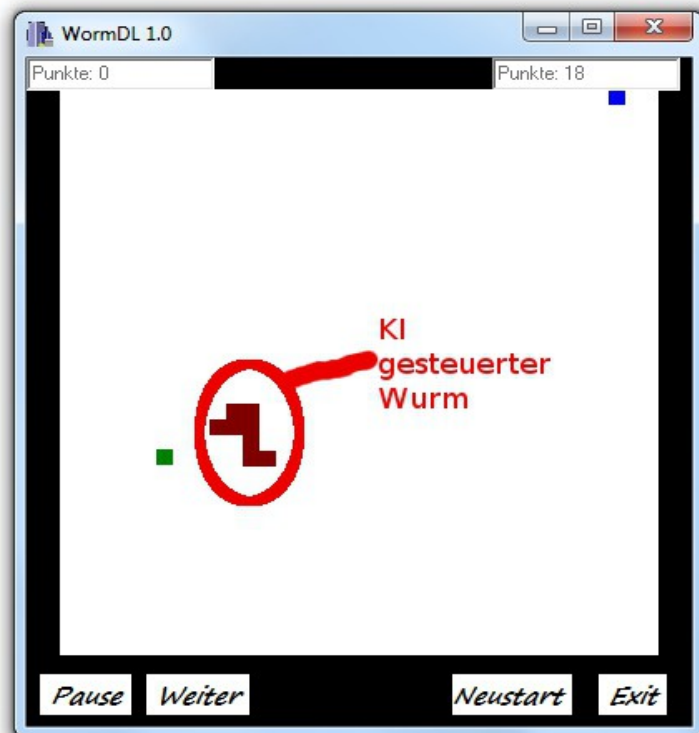 WormDL 1.0
Punkte: 0
Punkte: 18
KI
gesteuerter
Wurm
Pause
Weiter
Neustart
Exit